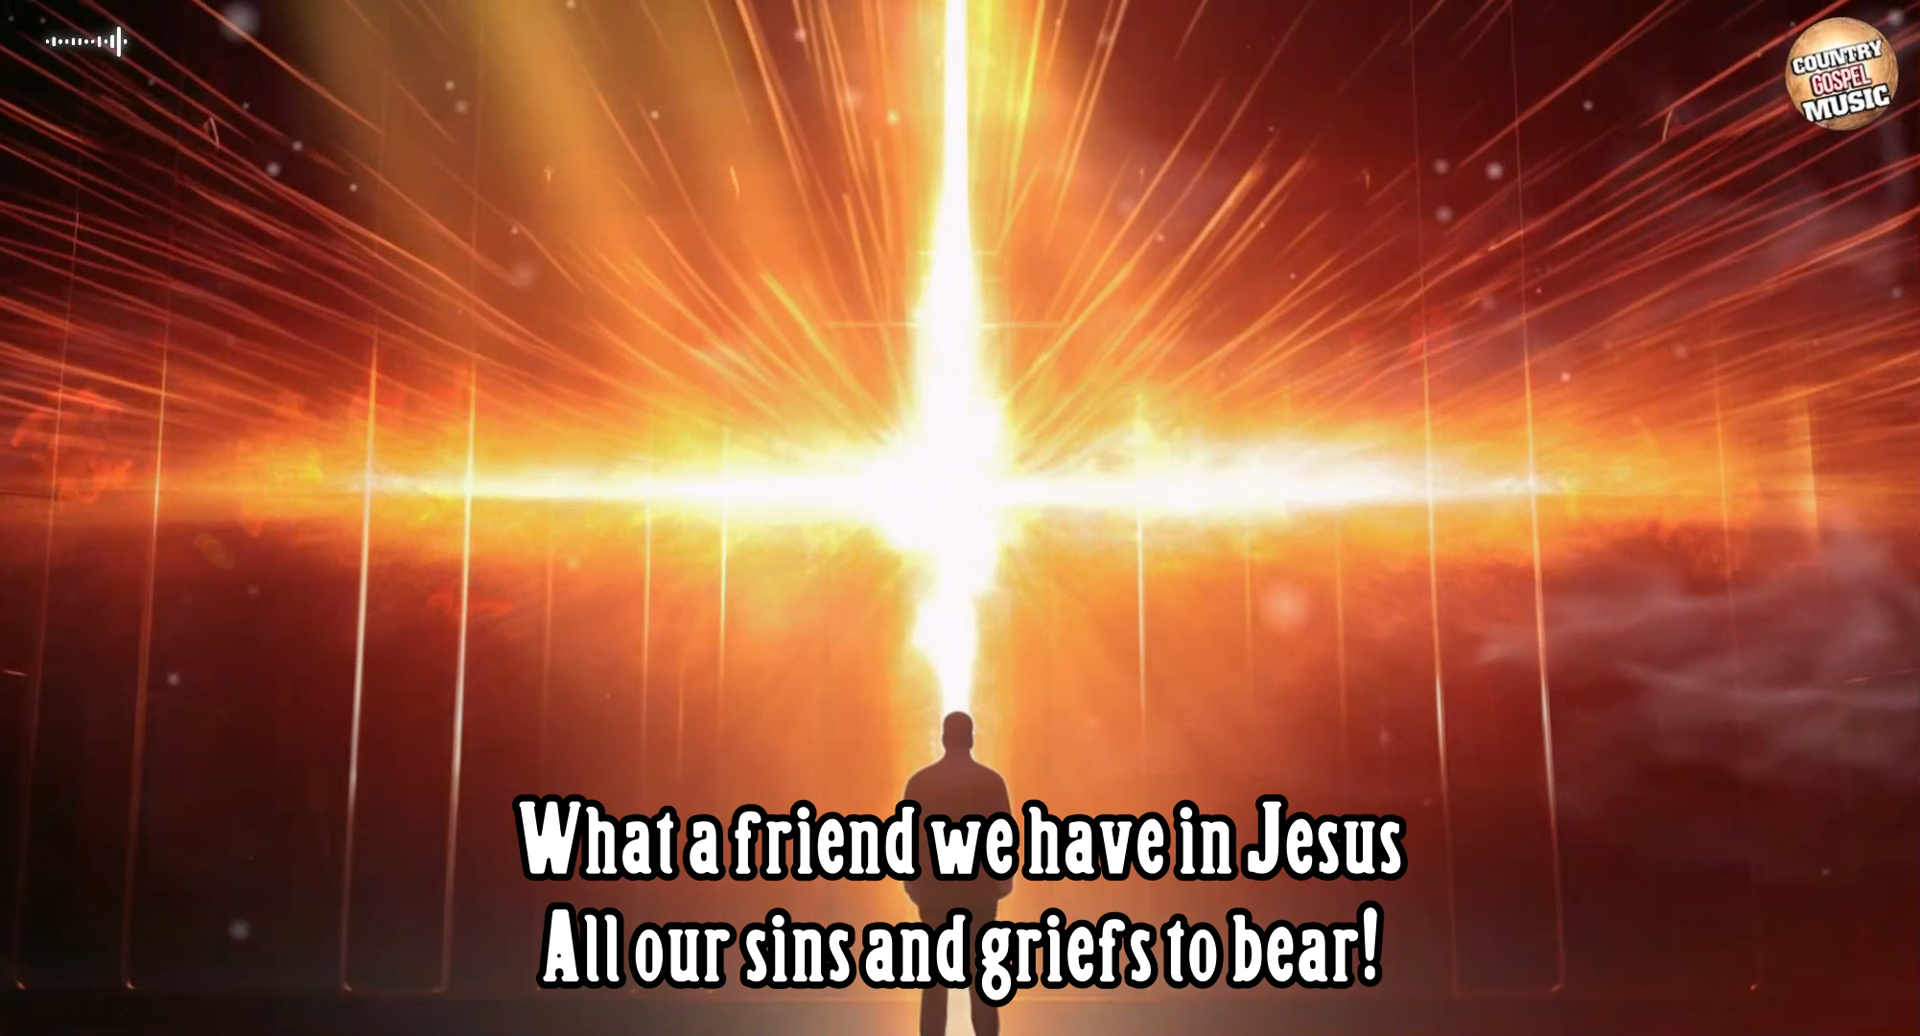 COUNTRY
GOSPEL
MUSIC
What a friend we have in Jesus
All our sins and griefs to bear!